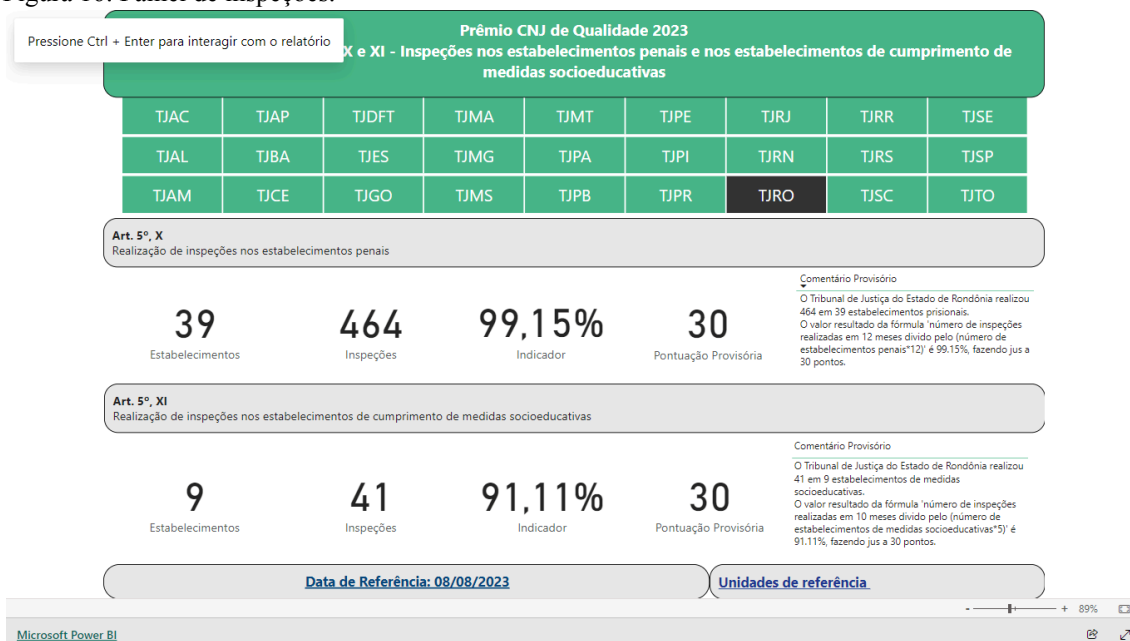 Figura 10. Painel de inspeções.
Pressione Ctrl + Enter para interagir com o relatório
Prêmio CNJ de Qualidade 2023
X e XI - Inspeções nos estabelecimentos penais e nos estabelecimentos de cumprimento de
medidas socioeducativas
TJAC TJAP TJDFT TJMA TJMT TJPE TJRJ TJRR TJSE
TJAL TJBA TJES TJMG TJPA TJPI TJRN TJRS TJSP
TJAM TJCE TJGO TJMS TJPB TJPR TJRO TJSC TJTO
Art. 5º, X
Realização de inspeções nos estabelecimentos penais
39 464 99,15% 30
Estabelecimentos Inspeções Indicador Pontuação Provisória
Comentário Provisório
O Tribunal de Justiça do Estado de Rondônia realizou
464 em 39 estabelecimentos prisionais.
O valor resultado da fórmula 'número de inspeções
realizadas em 12 meses divido pelo (número de
estabelecimentos penais*12)' é 99.15%, fazendo jus a
30 pontos.
Art. 5º, XI
Realização de inspeções nos estabelecimentos de cumprimento de medidas socioeducativas
9 41 91,11% 30
Estabelecimentos Inspeções Indicador Pontuação Provisória
Comentário Provisório
O Tribunal de Justiça do Estado de Rondônia realizou
41 em 9 estabelecimentos de medidas
socioeducativas.
O valor resultado da fórmula 'número de inspeções
realizadas em 10 meses divido pelo (número de
estabelecimentos de medidas socioeducativas*5)' é
91.11%, fazendo jus a 30 pontos.
Data de Referência: 08/08/2023
Unidades de referência
- + 89%
Microsoft Power BI